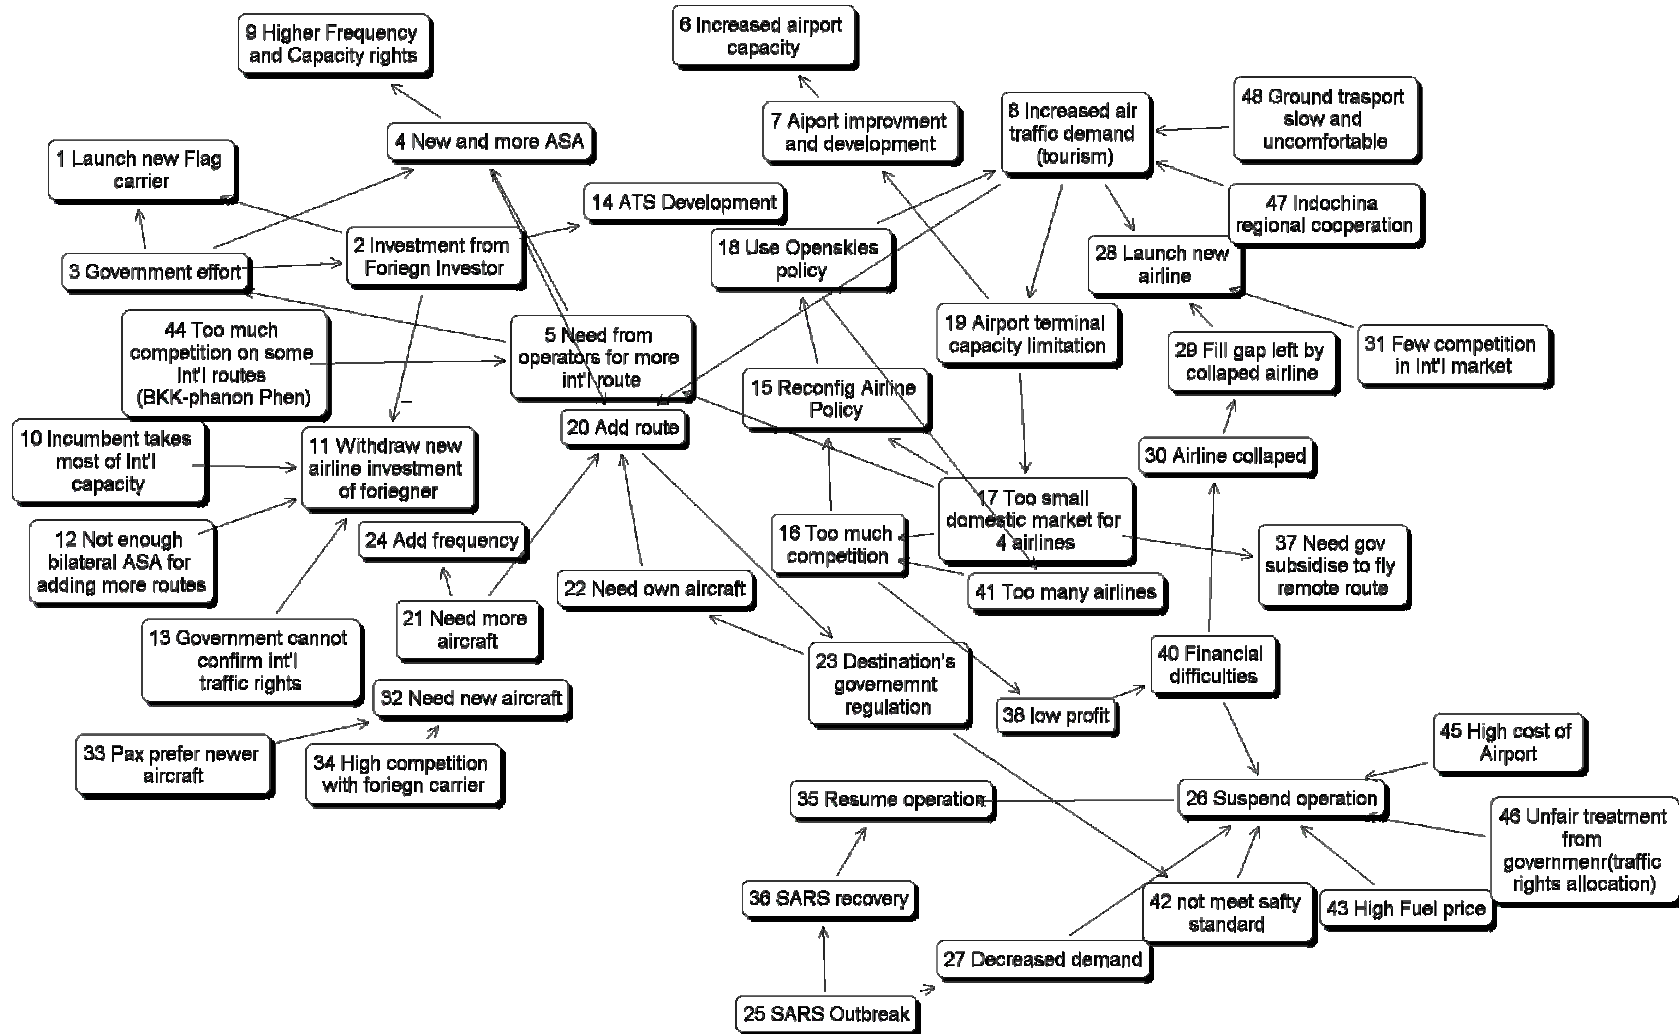 9 Higher Frequency
and Capacity rights
6 Increased airport
capacity
48 Ground trasport
slow and
uncomfortable
8 Increased air
traffic demand
(tourism)
7 Aiport improvment
and development
4 New and more ASA
1 Launch new Flag
carrier
14 ATS Development
47 Indochina
regional cooperation
2 Investment from
Foriegn Investor
18 Use Openskies
policy
28 Launch new
airline
3 Government effort
44 Too much
competition on some
Int'l routes
(BKK-phanon Phen)
5 Need from
operators for more
int'l route
19 Airport terminal
capacity limitation
29 Fill gap left by
collaped airline
31 Few competition
in Int'l market
15 Reconfig Airline
Policy
20 Add route
10 Incumbent takes
most of Int'l
capacity
11 Withdraw new
airline investment
of foriegner
30 Airline collaped
17 Too small
domestic market for
4 airlines
12 Not enough
bilateral ASA for
adding more routes
24 Add frequency
16 Too much
competition
37 Need gov
subsidise to fly
remote route
22 Need own aircraft
41 Too many airlines
21 Need more
aircraft
13 Government cannot
confirm int'l
traffic rights
23 Destination's
governemnt
regulation
40 Financial
difficulties
32 Need new aircraft
38 low profit
33 Pax prefer newer
aircraft
34 High competition
with foriegn carrier
45 High cost of
Airport
35 Resume operation
26 Suspend operation
46 Unfair treatment
from
governmenr(traffic
rights allocation)
36 SARS recovery
42 not meet safty
standard
43 High Fuel price
27 Decreased demand
25 SARS Outbreak